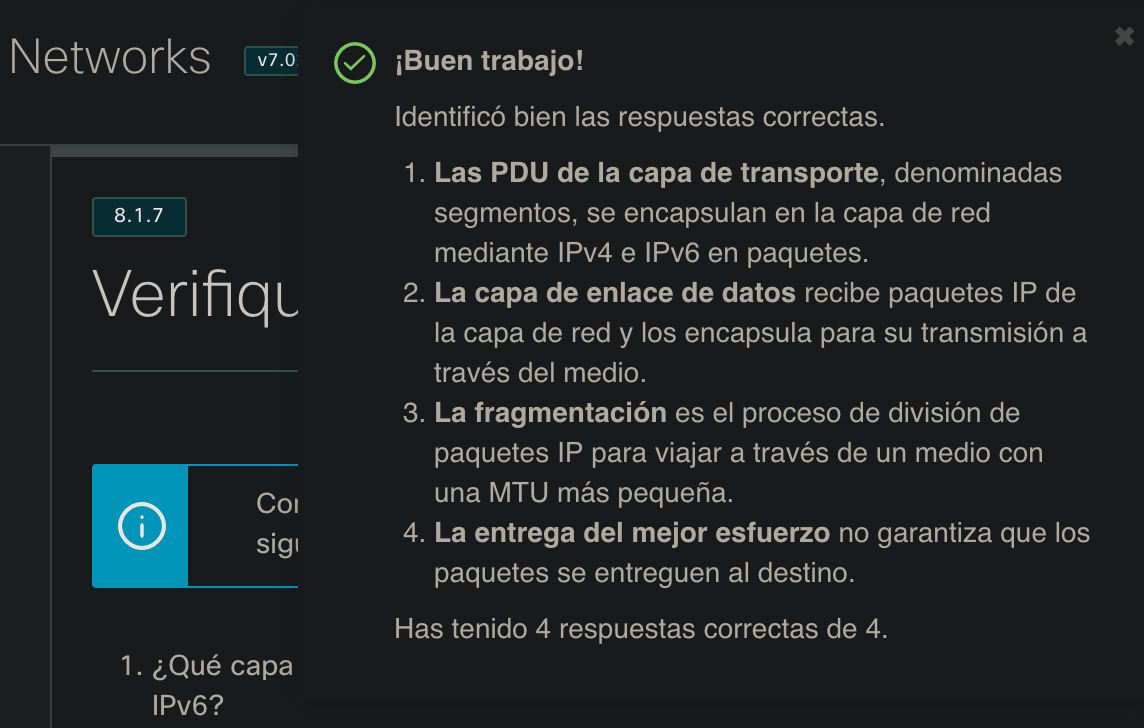 Networks
v7.0
8.1.7
Verifiqu
Con
sigu
1. ¿Qué capa
IPv6?
¡Buen trabajo!
Identificó bien las respuestas correctas.
1. Las PDU de la capa de transporte, denominadas
segmentos, se encapsulan en la capa de red
mediante IPv4 e IPv6 en paquetes.
2. La capa de enlace de datos recibe paquetes IP de
la capa de red y los encapsula para su transmisión a
través del medio.
3. La fragmentación es el proceso de división de
paquetes IP para viajar a través de un medio con
una MTU más pequeña.
4. La entrega del mejor esfuerzo no garantiza que los
paquetes se entreguen al destino.
Has tenido 4 respuestas correctas de 4.